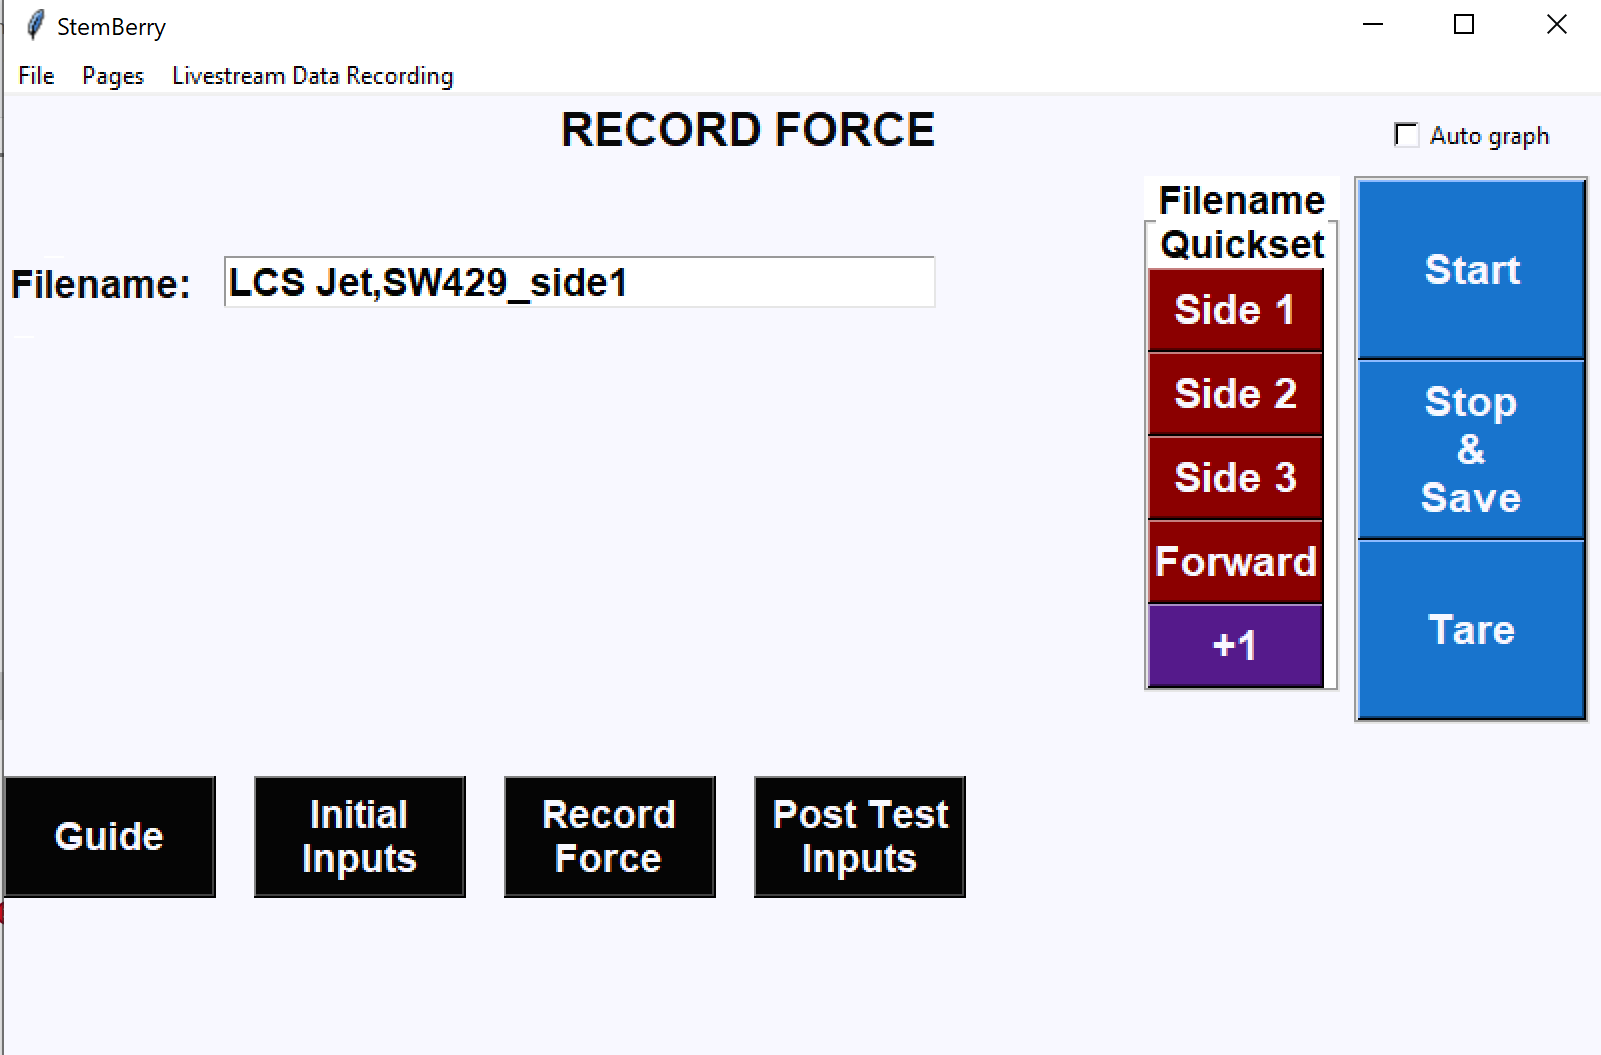 StemBerry
File Pages Livestream Data Recording
RECORD FORCE
Auto graph
Filename:
LCS Jet,SW429_side1
Filename
Quickset
Side 1
Side 2
Side 3
Forward
+1
Start
Stop
&
Save
Tare
Guide
Initial
Inputs
Record
Force
Post Test
Inputs